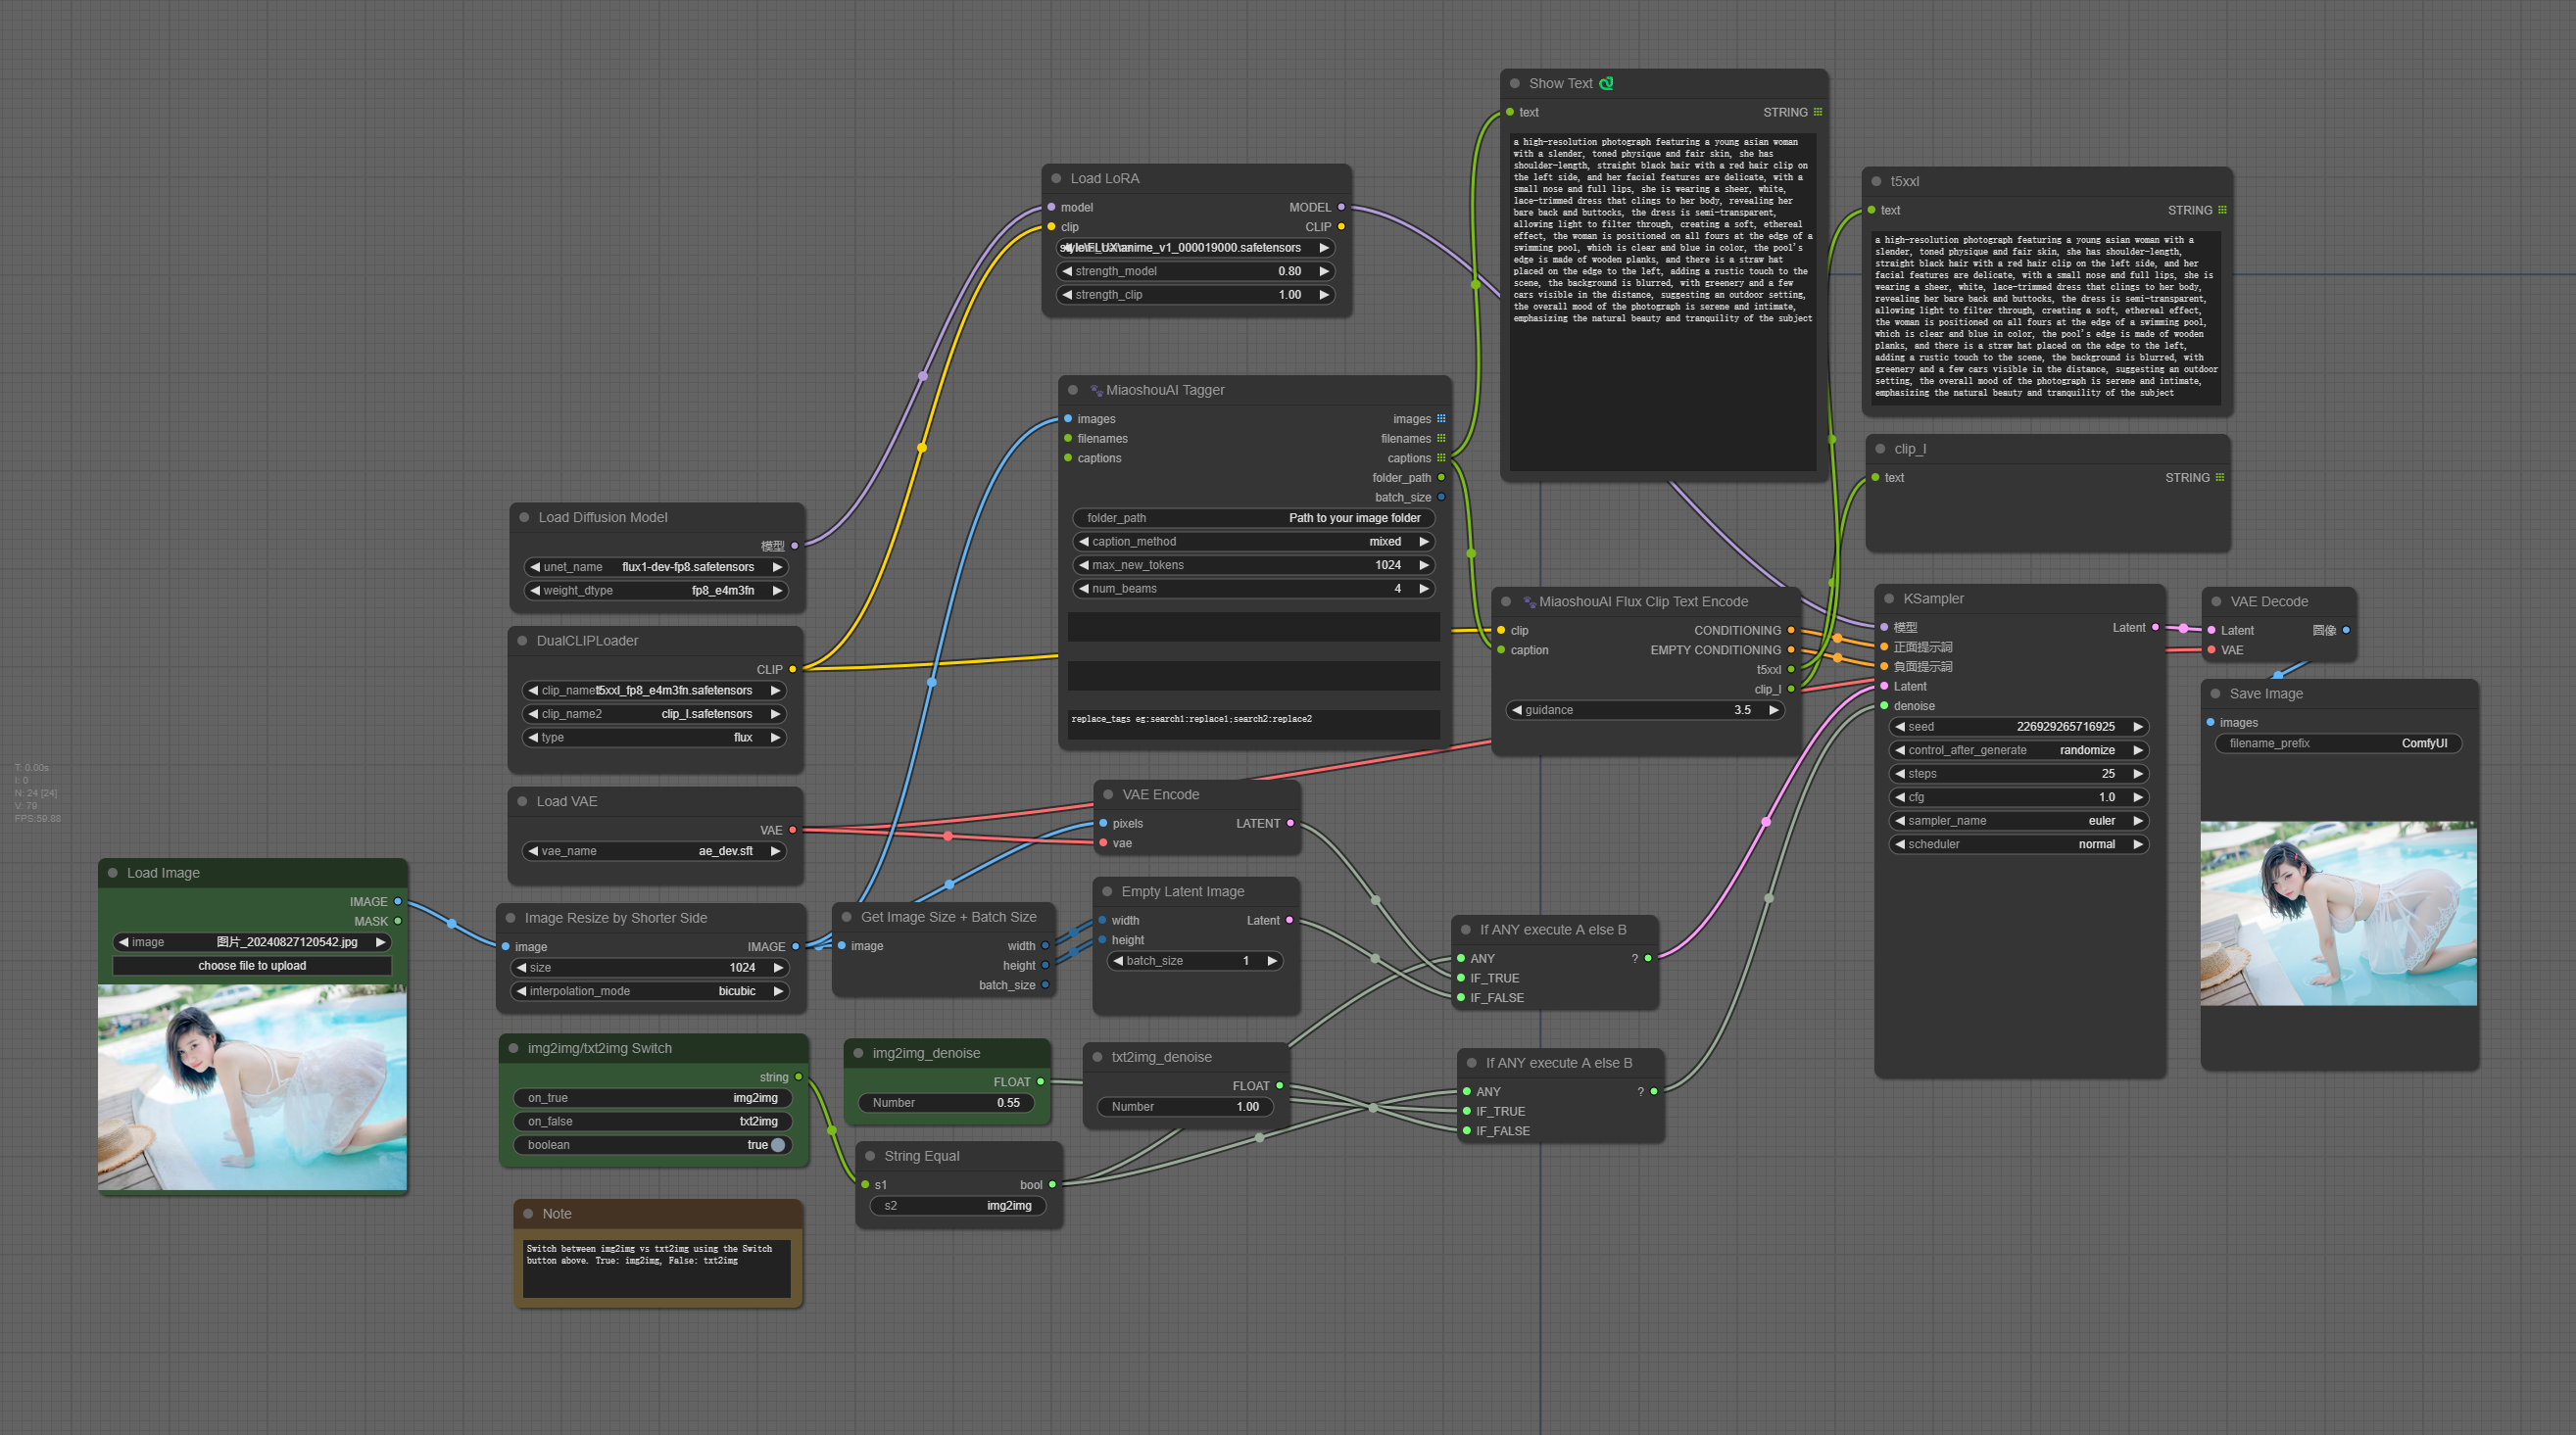 Show Text
text STRING
a high-resolution photograph featuring a young asian woman
with a slender, toned physique and fair skin, she has
shoulder-length, straight black hair with a red hair clip on
the left side, and her facial features are delicate, with a
small nose and full lips, she is wearing a sheer, white,
lace-trimmed dress that clings to her body, revealing her
bare back and buttocks, the dress is semi-transparent,
allowing light to filter through, creating a soft, ethereal
effect, the woman is positioned on all fours at the edge of a
swimming pool, which is clear and blue in color, the pool's
edge is made of wooden planks, and there is a straw hat
placed on the edge to the left, adding a rustic touch to the
scene, the background is blurred, with greenery and a few
cars visible in the distance, suggesting an outdoor setting,
the overall mood of the photograph is serene and intimate,
emphasizing the natural beauty and tranquility of the subject
t5xxl
text STRING
a high-resolution photograph featuring a young asian woman with a
slender, toned physique and fair skin, she has shoulder-length,
straight black hair with a red hair clip on the left side, and her
facial features are delicate, with a small nose and full lips, she is
wearing a sheer, white, lace-trimmed dress that clings to her body,
revealing her bare back and buttocks, the dress is semi-transparent,
allowing light to filter through, creating a soft, ethereal effect,
the woman is positioned on all fours at the edge of a swimming pool,
which is clear and blue in color, the pool's edge is made of wooden
planks, and there is a straw hat placed on the edge to the left,
adding a rustic touch to the scene, the background is blurred, with
greenery and a few cars visible in the distance, suggesting an outdoor
setting, the overall mood of the photograph is serene and intimate,
emphasizing the natural beauty and tranquility of the subject
clip_l
text STRING
Load LoRA
model MODEL
clip CLIP
style\FLUX\anime_v1_000019000.safetensors
strength_model 0.80
strength_clip 1.00
MiaoshouAI Tagger
images images
filenames filenames
captions captions
folder_path
batch_size
folder_path Path to your image folder
caption_method mixed
max_new_tokens 1024
num_beams 4
replace_tags eg:search1:replace1;search2:replace2
Load Diffusion Model
模型
unet_name flux1-dev-fp8.safetensors
weight_dtype fp8_e4m3fn
DualCLIPLoader
CLIP
clip_name t5xxl_fp8_e4m3fn.safetensors
clip_name2 clip_l.safetensors
type flux
Load VAE
VAE
vae_name ae_dev.sft
MiaoshouAI Flux Clip Text Encode
clip CONDITIONING
caption EMPTY CONDITIONING
t5xxl
clip_l
guidance 3.5
KSampler
模型 Latent
正面提示詞
負面提示詞
Latent
denoise
seed 226929265716925
control_after_generate randomize
steps 25
cfg 1.0
sampler_name euler
scheduler normal
VAE Decode
Latent 圖像
VAE
Save Image
images
filename_prefix ComfyUI
T: 0.00s
I: 0
N: 24 [24]
V: 79
FPS:59.88
Load Image
IMAGE
MASK
image 图片_20240827120542.jpg
choose file to upload
Image Resize by Shorter Side
image IMAGE
size 1024
interpolation_mode bicubic
Get Image Size + Batch Size
image width
height
batch_size
VAE Encode
pixels LATENT
vae
Empty Latent Image
width Latent
height
batch_size 1
If ANY execute A else B
ANY ?
IF_TRUE
IF_FALSE
img2img/txt2img Switch
string
on_true img2img
on_false txt2img
boolean true
img2img_denoise
FLOAT
Number 0.55
txt2img_denoise
FLOAT
Number 1.00
If ANY execute A else B
ANY ?
IF_TRUE
IF_FALSE
String Equal
s1 bool
s2 img2img
Note
Switch between img2img vs txt2img using the Switch
button above. True: img2img, False: txt2img